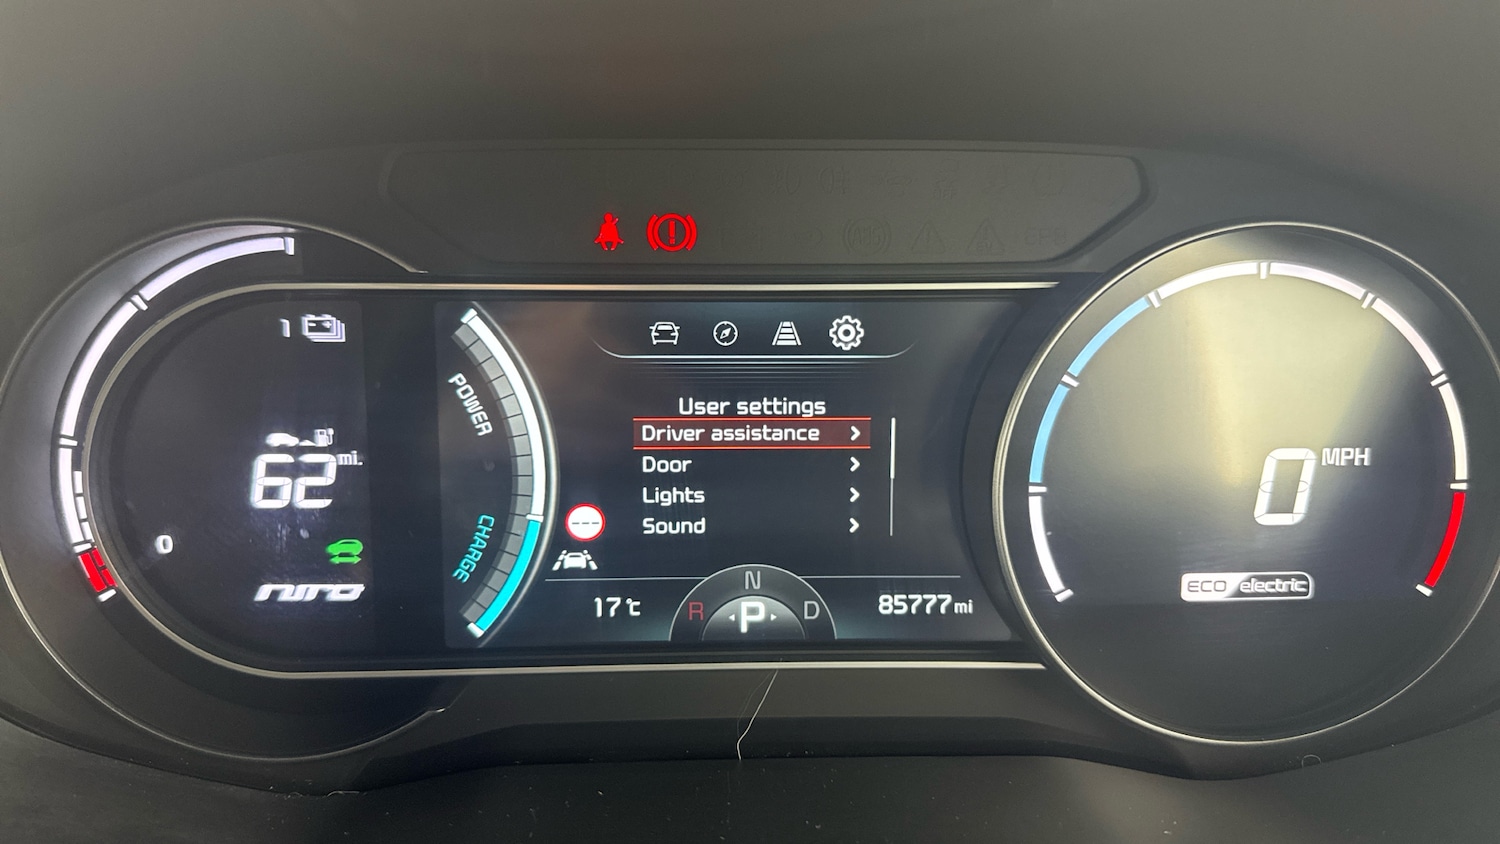 1
POWER
User settings
Driver assistance
Door
Lights
Sound
62 mi.
0
CHARGE
niro
17℃
R
N
P
D
85777 mi
0 MPH
ECO electric